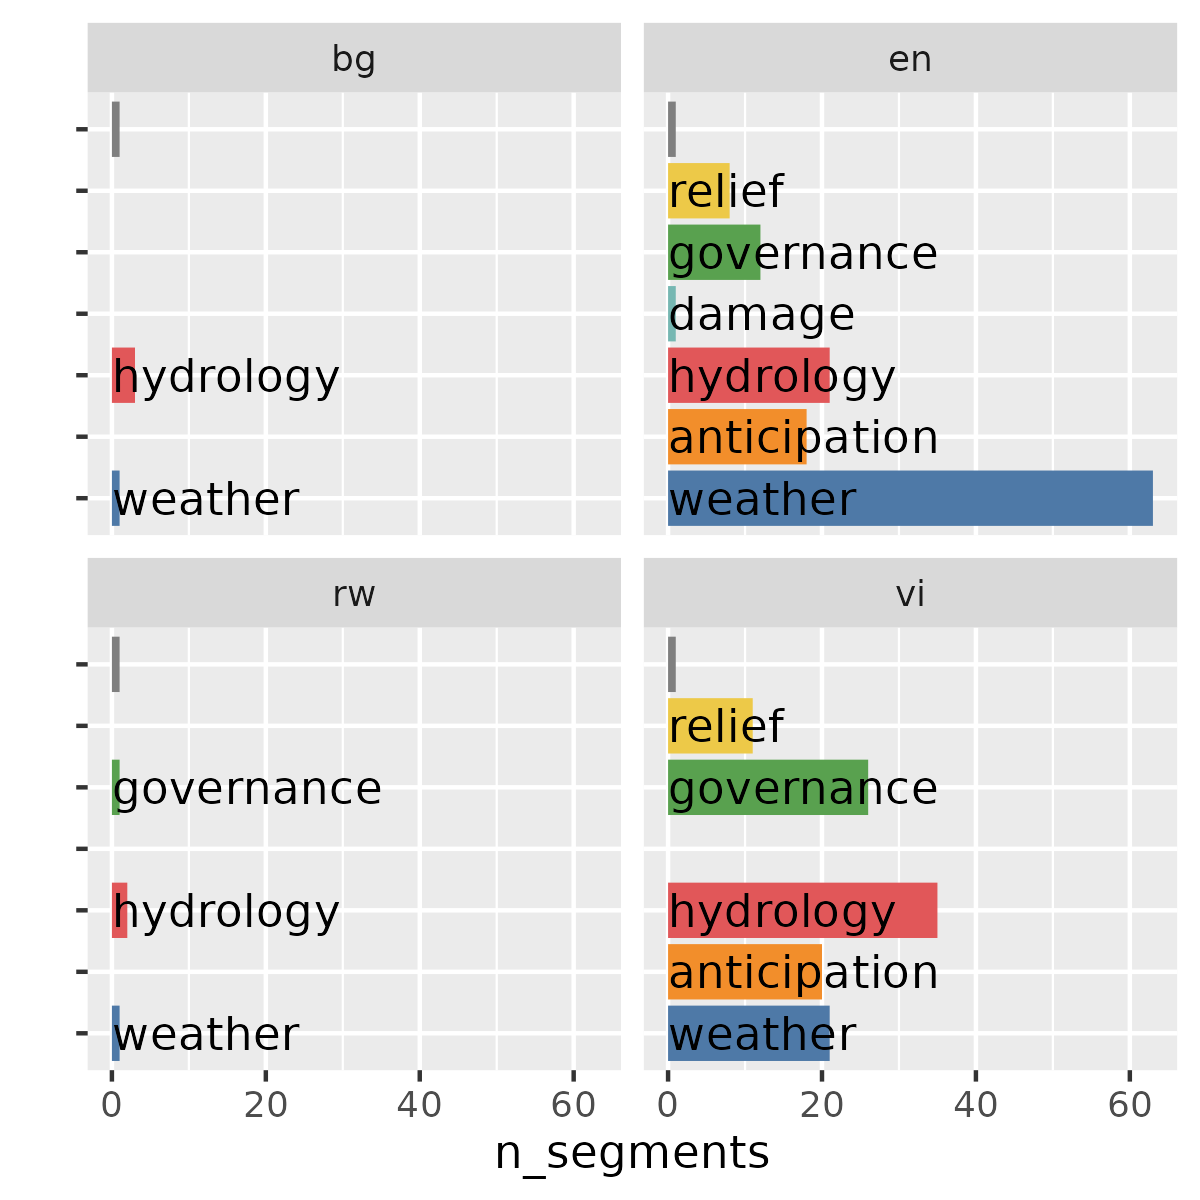 bg
en
relief
governance
damage
hydrology
hydrology
anticipation
weather
weather
rw
vi
relief
governance
governance
hydrology
hydrology
anticipation
weather
weather
0 20 40 60
0 20 40 60
n_segments